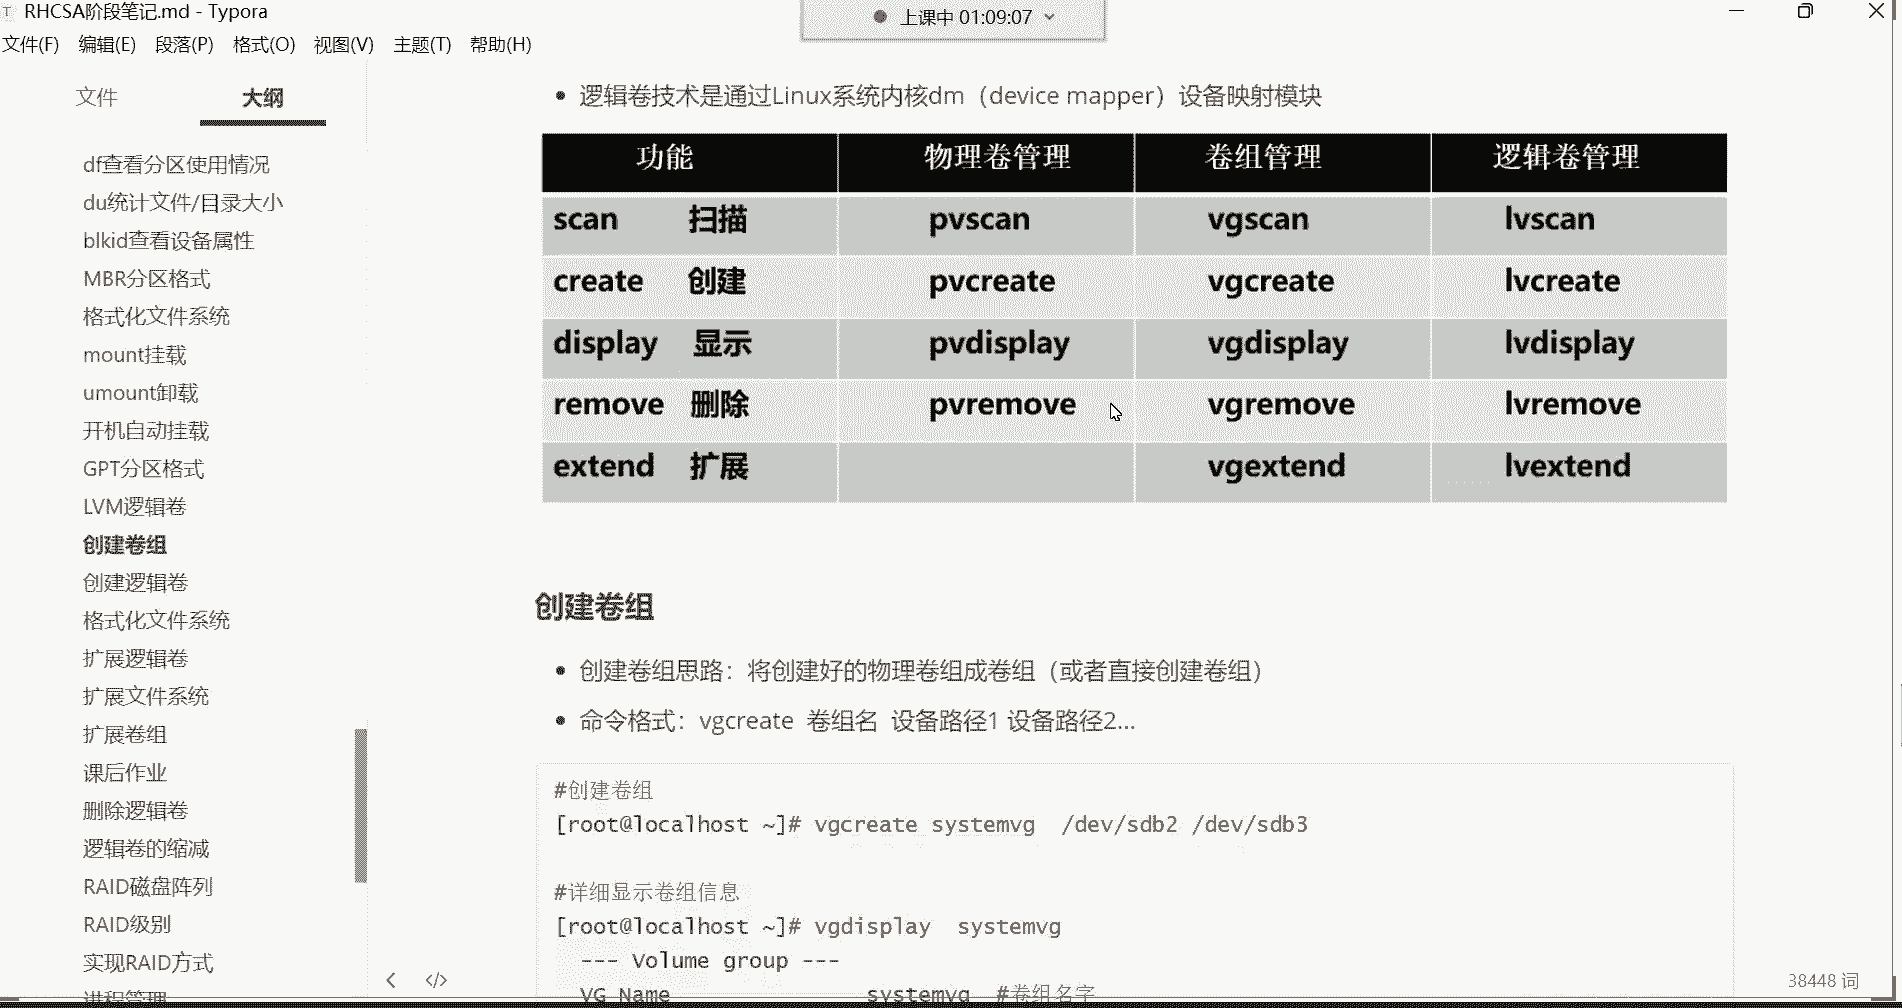 RHCSA阶段笔记.md - Typora
上课中 01:09:07
文件(F) 编辑(E) 段落(P) 格式(O) 视图(V) 主题(T) 帮助(H)
文件 大纲
df查看分区使用情况
du统计文件/目录大小
blkid查看设备属性
MBR分区格式
格式化文件系统
mount挂载
umount卸载
开机自动挂载
GPT分区格式
LVM逻辑卷
创建卷组
创建逻辑卷
格式化文件系统
扩展逻辑卷
扩展文件系统
扩展卷组
课后作业
删除逻辑卷
逻辑卷的缩减
RAID磁盘阵列
RAID级别
实现RAID方式
进程管理
逻辑卷技术是通过Linux系统内核dm（device mapper）设备映射模块
功能 物理卷管理 卷组管理 逻辑卷管理
scan 扫描 pvscan vgscan lvscan
create 创建 pvcreate vgcreate lvcreate
display 显示 pvdisplay vgdisplay lvdisplay
remove 删除 pvremove vgremove lvremove
extend 扩展 vgextend lvextend
创建卷组
创建卷组思路：将创建好的物理卷组成卷组（或者直接创建卷组）
命令格式：vgcreate 卷组名 设备路径1 设备路径2...
#创建卷组
[root@localhost ~]# vgcreate systemvg /dev/sdb2 /dev/sdb3
#详细显示卷组信息
[root@localhost ~]# vgdisplay systemvg
--- Volume group ---
VG Name systemvg #卷组名字
38448 词